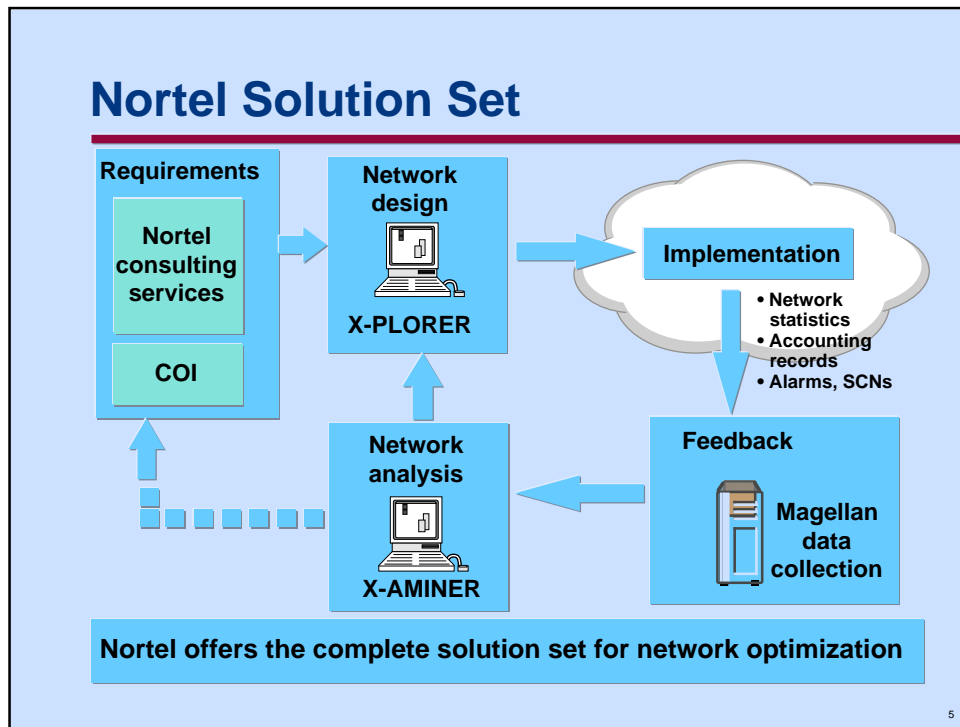 Nortel Solution Set
Requirements
Nortel
consulting
services
COI
Network
design
X-PLORER
Implementation
• Network
statistics
• Accounting
records
• Alarms, SCNs
Feedback
Magellan
data
collection
Network
analysis
X-AMINER
Nortel offers the complete solution set for network optimization
5